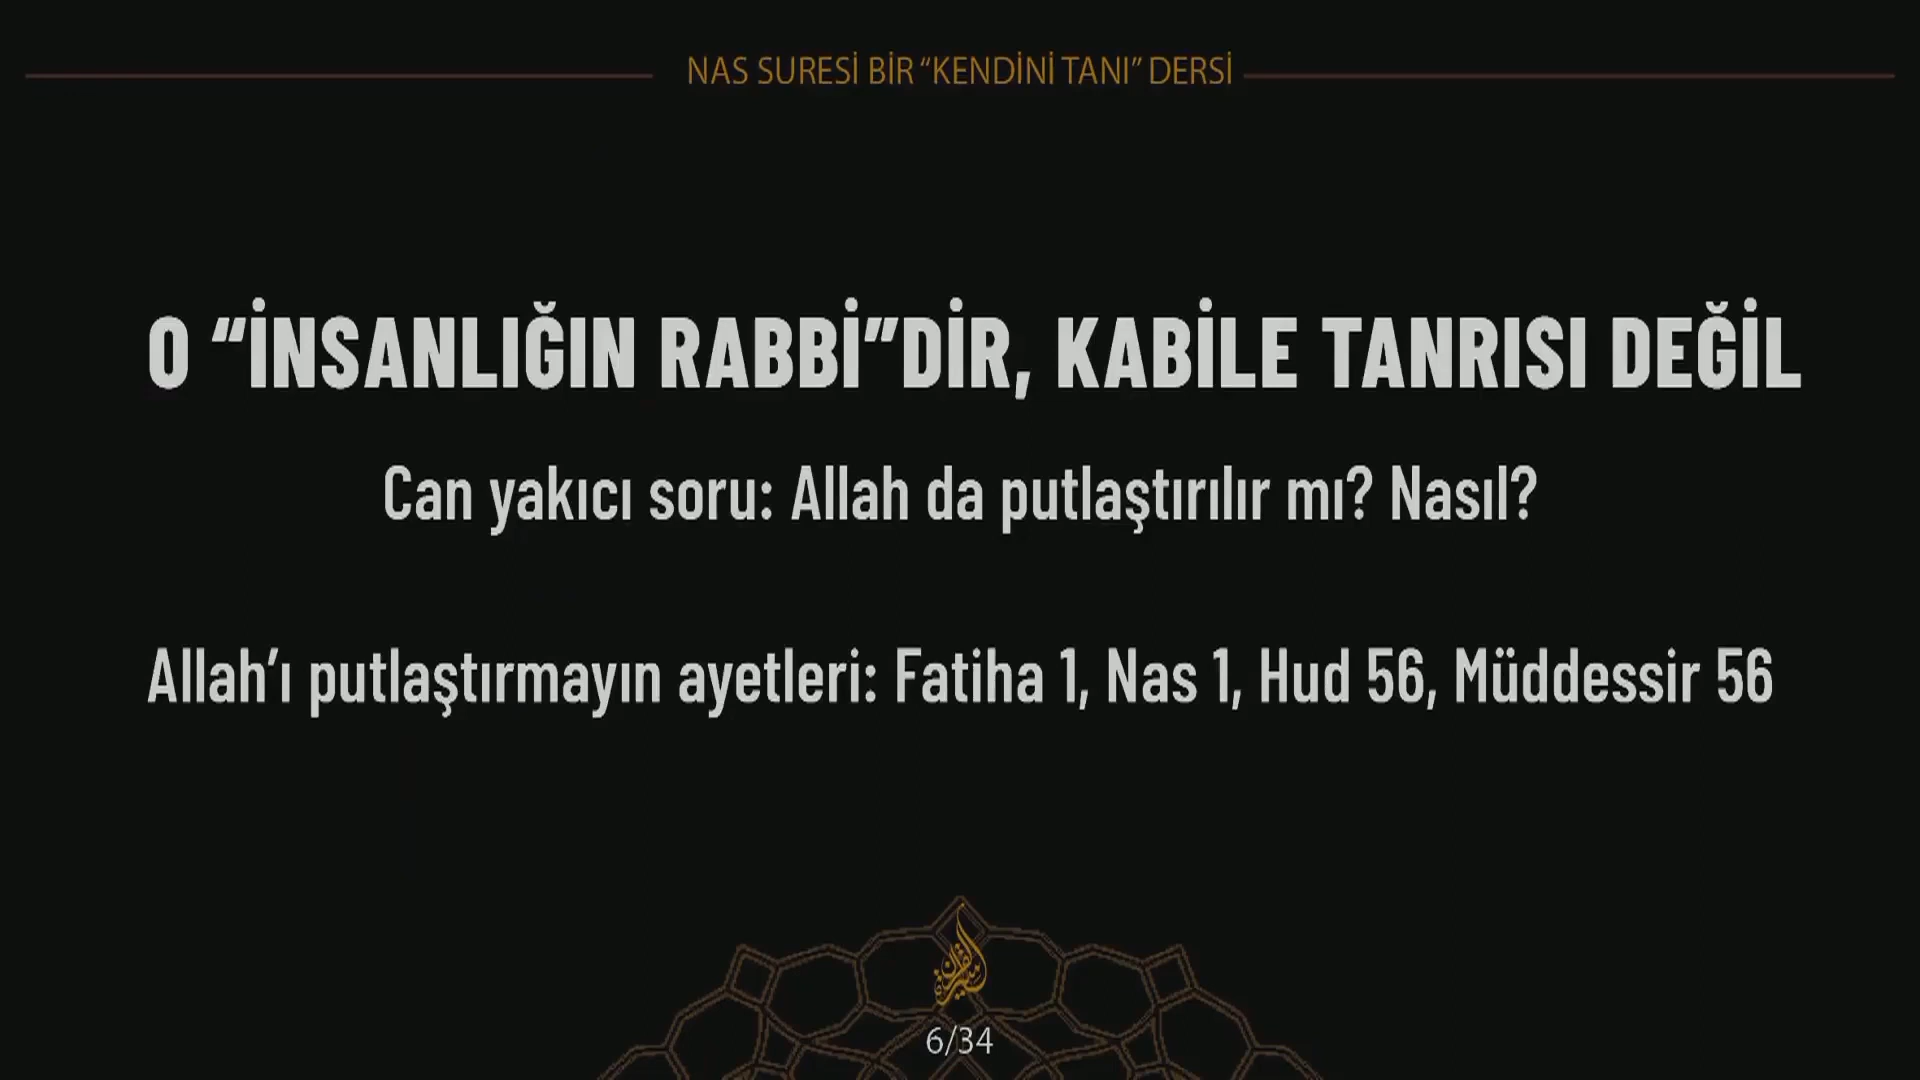 NAS SURESİ BİR “KENDİNİ TANI” DERSİ
O “İNSANLIĞIN RABBİ”DİR, KABİLE TANRISI DEĞİL
Can yakıcı soru: Allah da putlaştırılır mı? Nasıl?
Allah’ı putlaştırmayın ayetleri: Fatiha 1, Nas 1, Hud 56, Müddessir 56
6/34